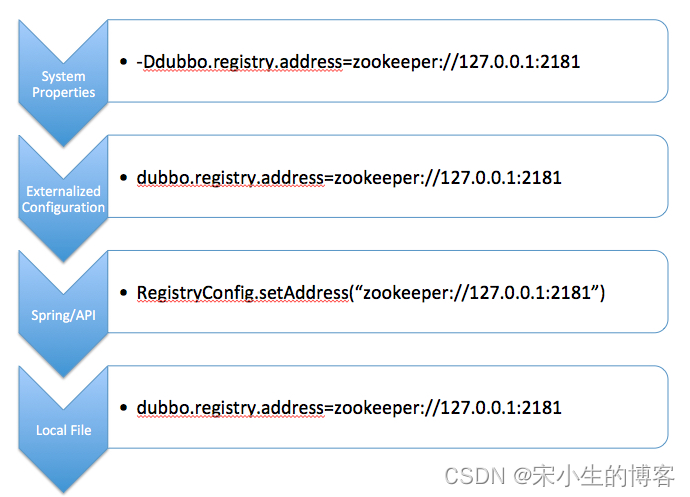 System
Properties
• -Ddubbo.registry.address=zookeeper://127.0.0.1:2181
Externalized
Configuration
• dubbo.registry.address=zookeeper://127.0.0.1:2181
Spring/API
• RegistryConfig.setAddress(“zookeeper://127.0.0.1:2181”)
Local File
• dubbo.registry.address=zookeeper://127.0.0.1:2181
CSDN @宋小生的博客